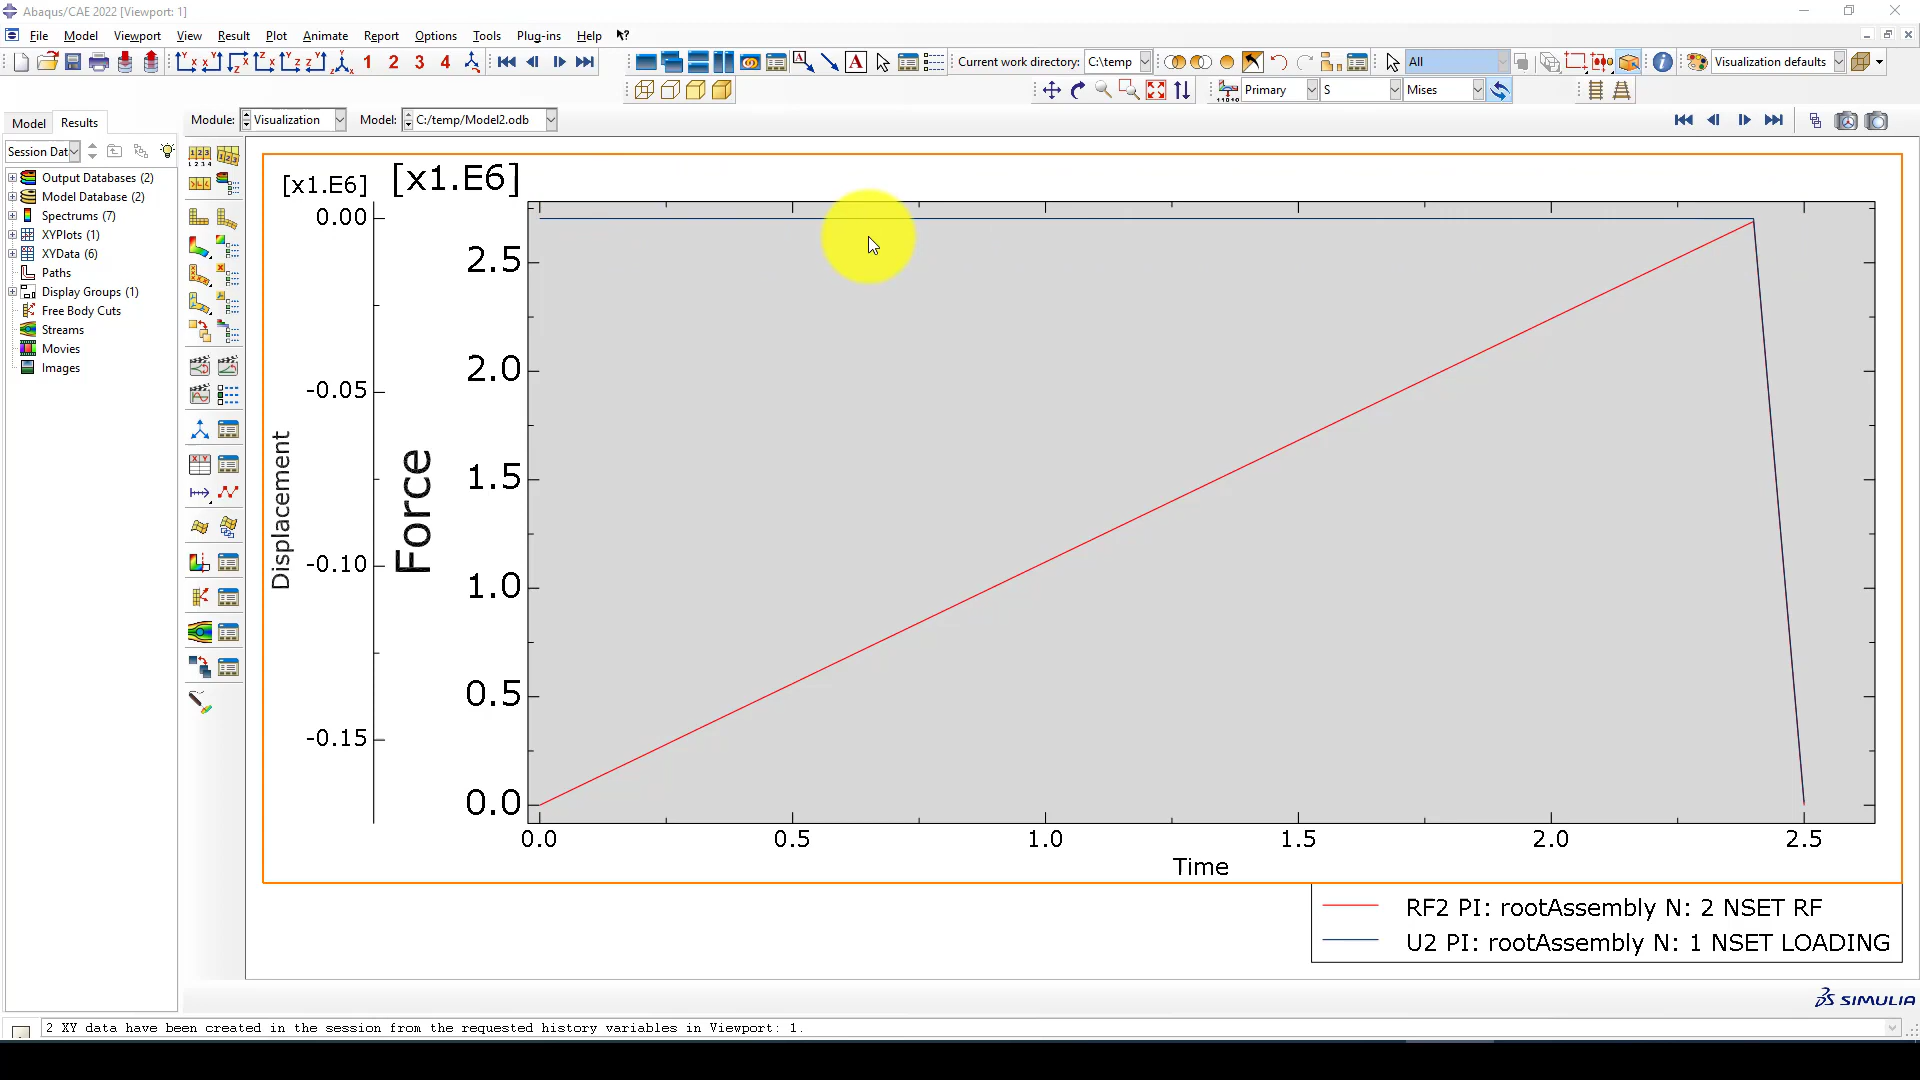 Abaqus/CAE 2022 [Viewport: 1]
File Model Viewport View Result Plot Animate Report Options Tools Plug-ins Help
1 2 3 4
Current work directory: C:\temp
All
Visualization defaults
Primary S Mises
Model Results
Module: Visualization Model: C:/temp/Model2.odb
Session Dat
Output Databases (2)
Model Database (2)
Spectrums (7)
XYPlots (1)
XYData (6)
Paths
Display Groups (1)
Free Body Cuts
Streams
Movies
Images
[x1.E6] [x1.E6]
0.00
-0.05
-0.10
-0.15
Displacement
Force
2.5
2.0
1.5
1.0
0.5
0.0
0.0 0.5 1.0 1.5 2.0 2.5
Time
RF2 PI: rootAssembly N: 2 NSET RF
U2 PI: rootAssembly N: 1 NSET LOADING
SIMULIA
2 XY data have been created in the session from the requested history variables in Viewport: 1.